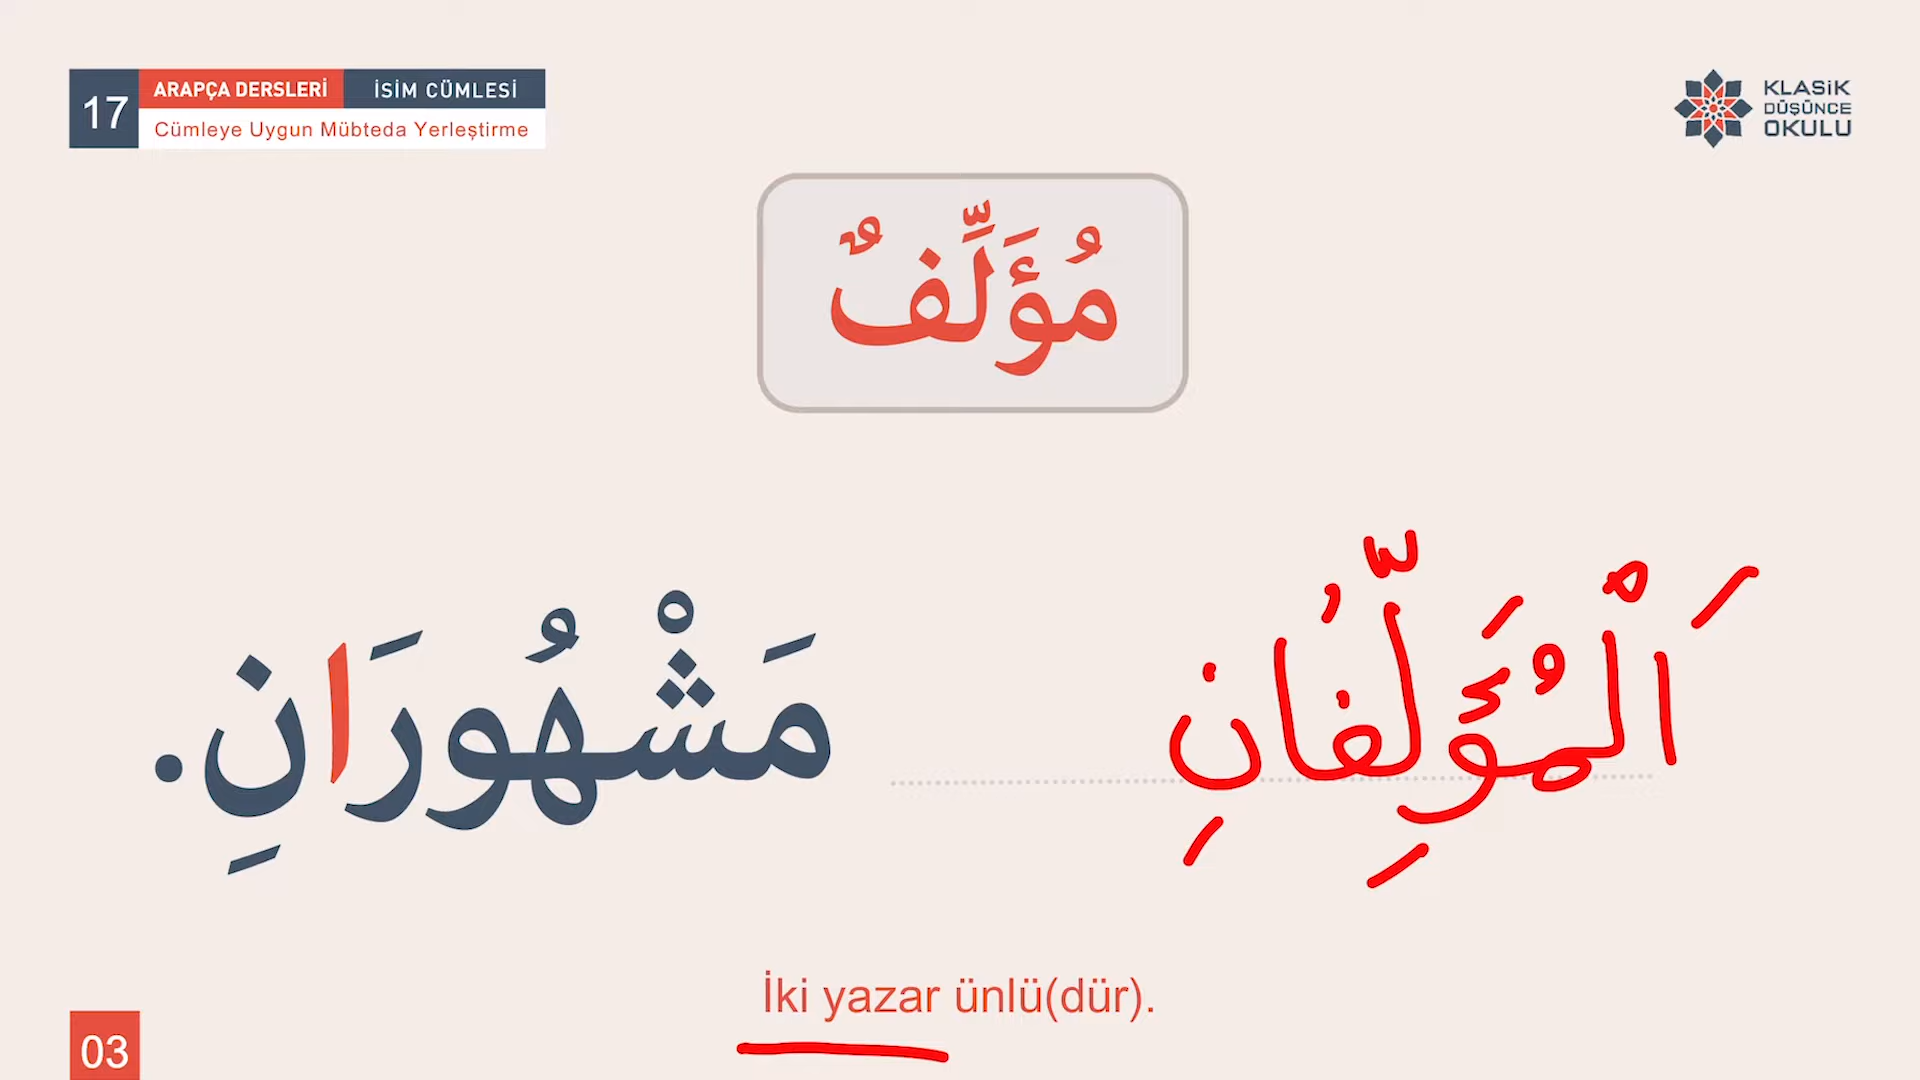 17
ARAPÇA DERSLERİ İSİM CÜMLESİ
Cümleye Uygun Mübteda Yerleştirme
KLASİK
DÜŞÜNCE
OKULU
مُؤَلِّفٌ
اَلْمُؤَلِّفَانِ مَشْهُورَانِ.
İki yazar ünlü(dür).
03